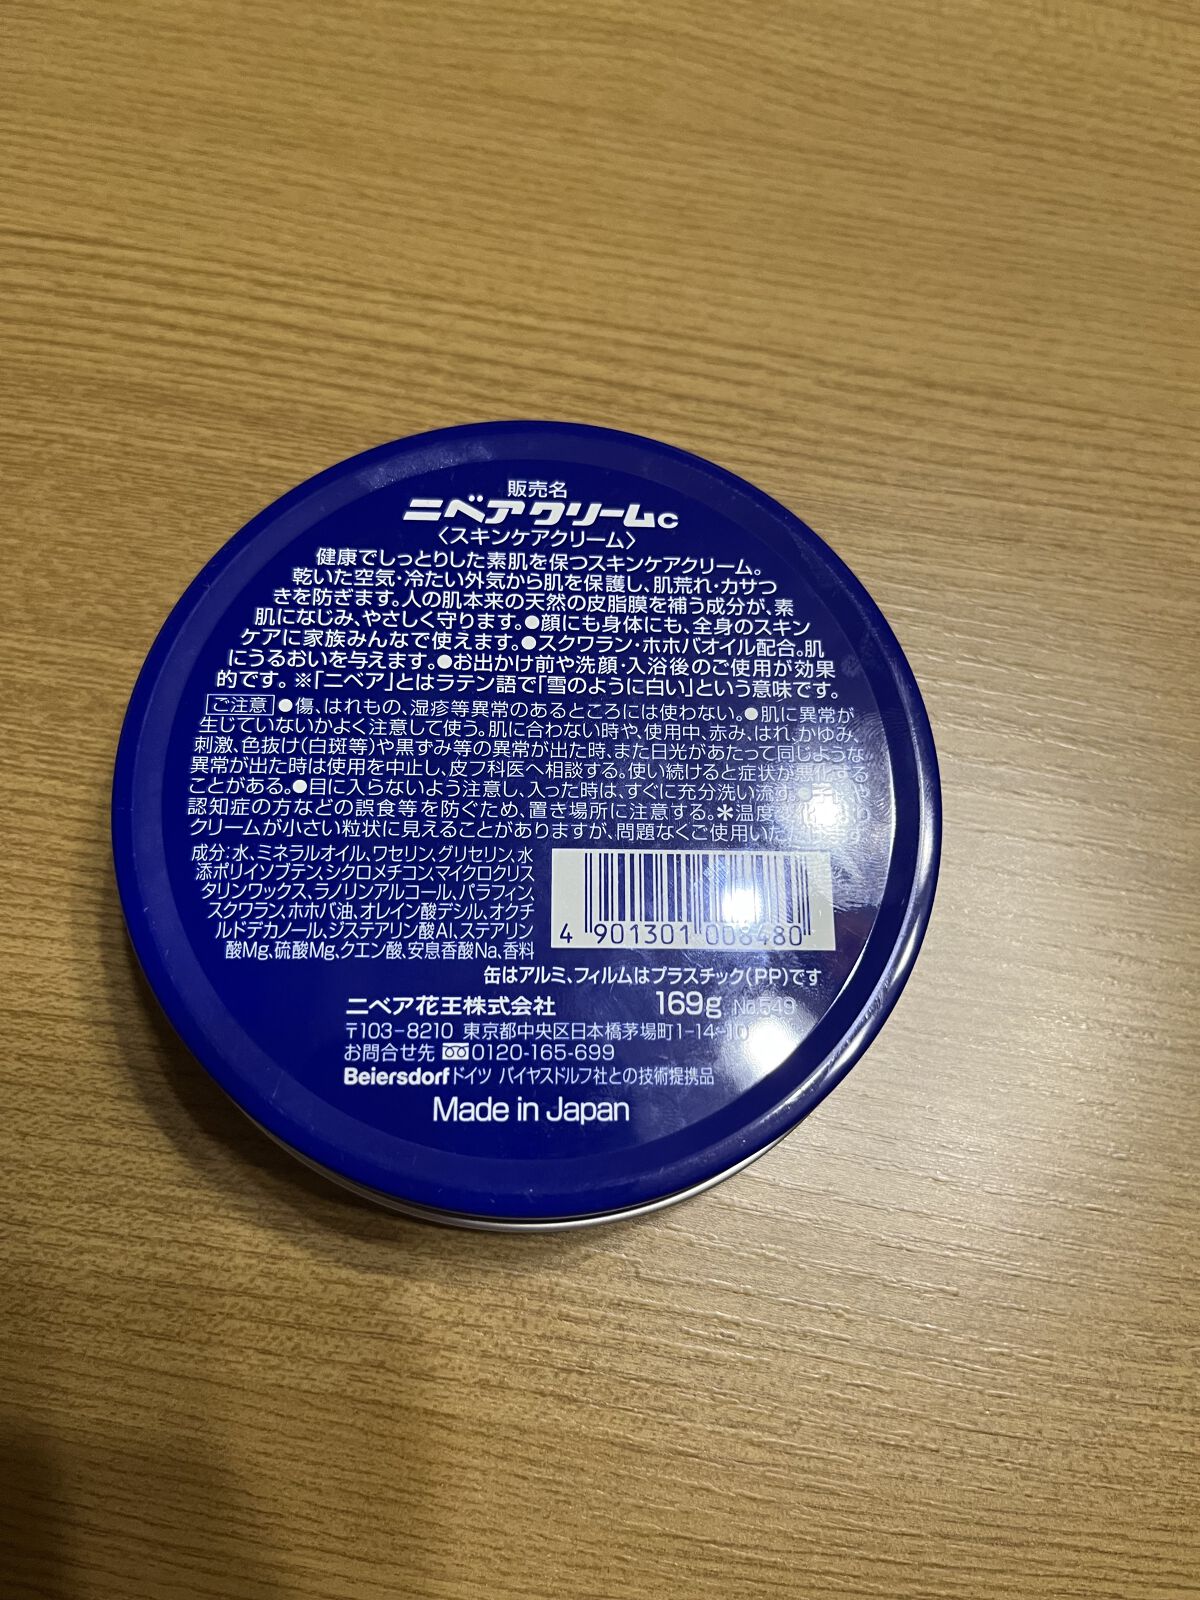 販売名
ニベアクリームc
〈スキンケアクリーム〉
健康でしっとりした素肌を保つスキンケアクリーム。
乾いた空気・冷たい外気から肌を保護し、肌荒れ・カサつ
きを防ぎます。人の肌本来の天然の皮脂膜を補う成分が、素
肌になじみ、やさしく守ります。●顔にも身体にも、全身のスキン
ケアに家族みんなで使えます。●スクワラン・ホホバオイル配合。肌
にうるおいを与えます。●お出かけ前や洗顔・入浴後のご使用が効果
的です。※「ニベア」とはラテン語で「雪のように白い」という意味です。
ご注意 ●傷、はれもの、湿疹等異常のあるところには使わない。●肌に異常が
生じていないかよく注意して使う。肌に合わない時や、使用中、赤み、はれ、かゆみ、
刺激、色抜け(白斑等)や黒ずみ等の異常が出た時、また日光があたって同じような
異常が出た時は使用を中止し、皮フ科医へ相談する。使い続けると症状が悪化する
ことがある。●目に入らないよう注意し、入った時は、すぐに充分洗い流す。●子供や
認知症の方などの誤食等を防ぐため、置き場所に注意する。＊温度変化により
クリームが小さい粒状に見えることがありますが、問題なくご使用いただけます
成分：水、ミネラルオイル、ワセリン、グリセリン、水
添ポリイソブテン、シクロメチコン、マイクロクリス
タリンワックス、ラノリンアルコール、パラフィン、
スクワラン、ホホバ油、オレイン酸デシル、オクチ
ルドデカノール、ジステアリン酸Al、ステアリン
酸Mg、硫酸Mg、クエン酸、安息香酸Na、香料
4 901301 008480
缶はアルミ、フィルムはプラスチック(PP)です
ニベア花王株式会社 169g No.549
〒103-8210 東京都中央区日本橋茅場町1-14-10
お問合せ先 0120-165-699
Beiersdorfドイツ バイヤスドルフ社との技術提携品
Made in Japan